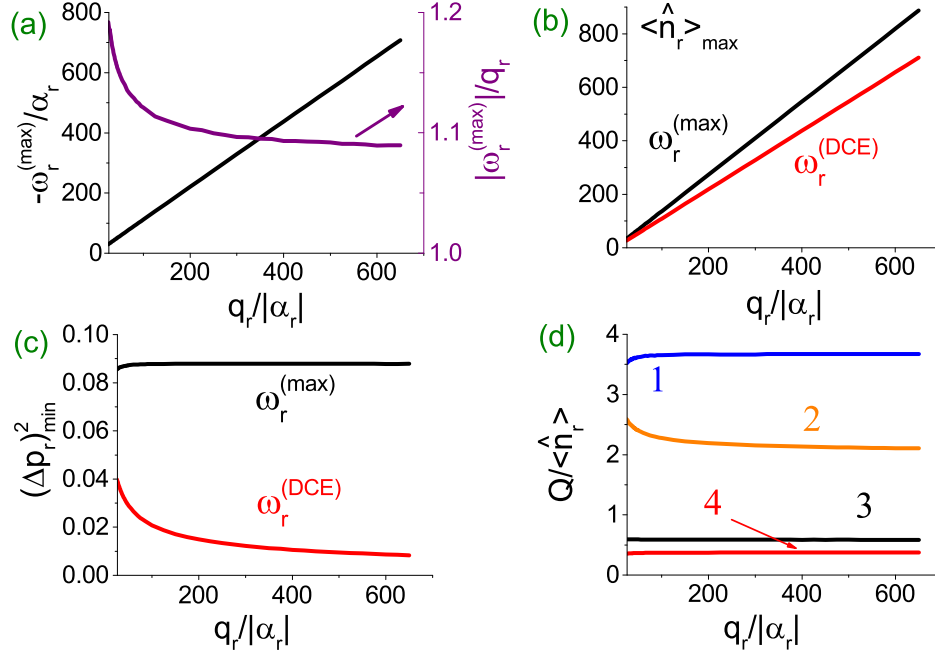 (a)
-ω_r^(max)/α_r
800
600
400
200
0
200 400 600
q_r/|α_r|
1.2
1.1
1.0
|ω_r^(max)|/q_r
(b)
<n̂_r>_max
800
600
400
200
0
ω_r^(max)
ω_r^(DCE)
200 400 600
q_r/|α_r|
(c)
(Δp_r)²_min
0.10
0.08
0.06
0.04
0.02
0.00
ω_r^(max)
ω_r^(DCE)
200 400 600
q_r/|α_r|
(d)
Q/<n̂_r>
4
3
2
1
0
1
2
3
4
200 400 600
q_r/|α_r|